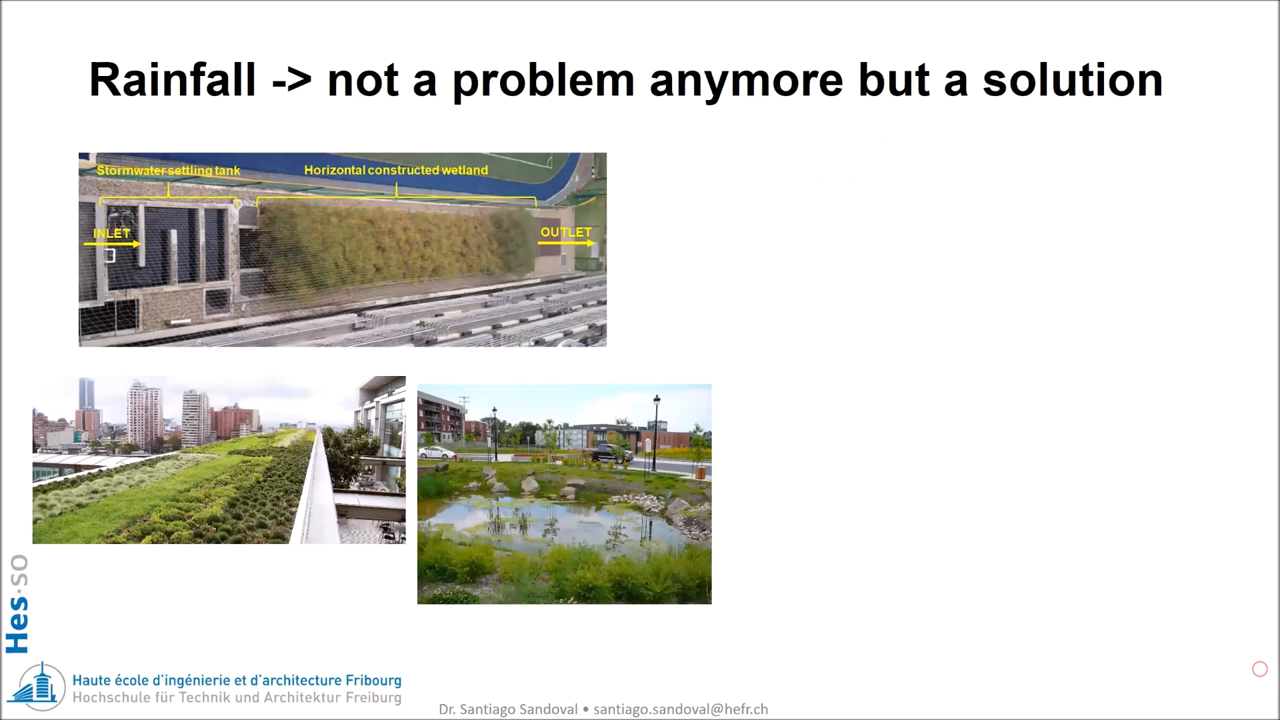 Rainfall -> not a problem anymore but a solution
Stormwater settling tank
Horizontal constructed wetland
INLET
OUTLET
Hes·so
Haute école d'ingénierie et d'architecture Fribourg
Hochschule für Technik und Architektur Freiburg
Dr. Santiago Sandoval • santiago.sandoval@hefr.ch